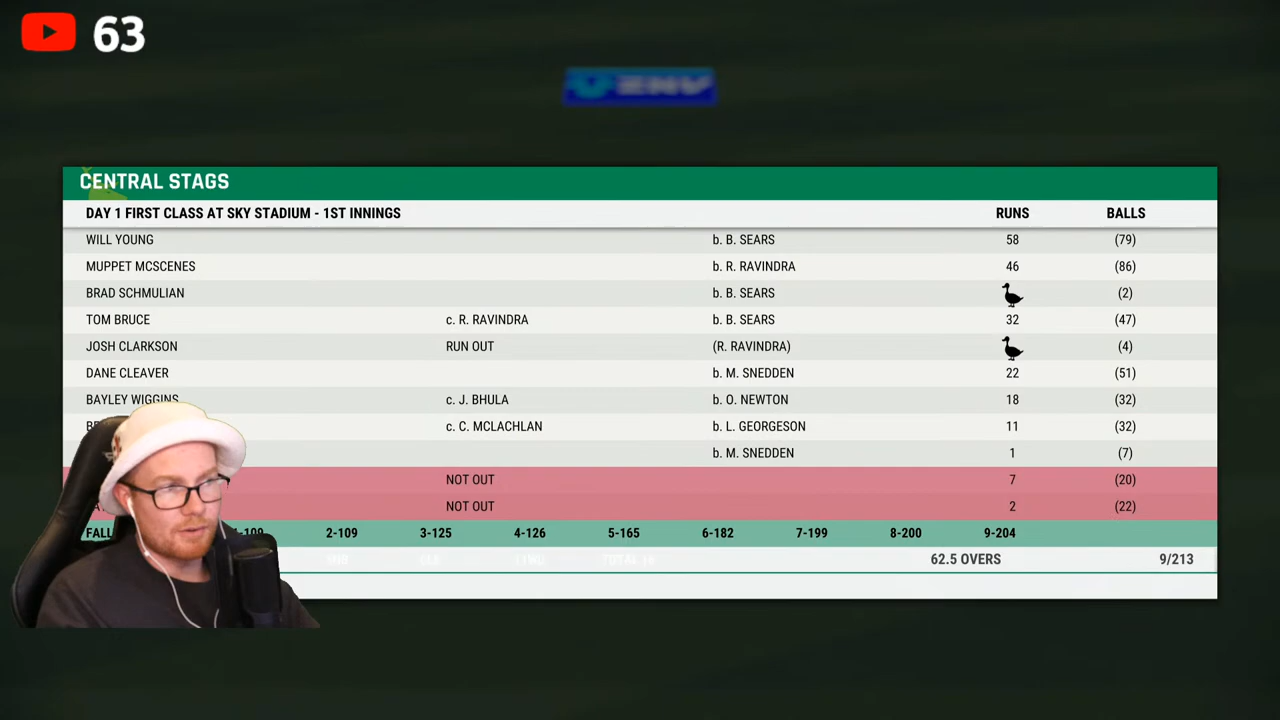 63
ANZ
CENTRAL STAGS
DAY 1 FIRST CLASS AT SKY STADIUM - 1ST INNINGS RUNS BALLS
WILL YOUNG b. B. SEARS 58 (79)
MUPPET MCSCENES b. R. RAVINDRA 46 (86)
BRAD SCHMULIAN b. B. SEARS (2)
TOM BRUCE c. R. RAVINDRA b. B. SEARS 32 (47)
JOSH CLARKSON RUN OUT (R. RAVINDRA) (4)
DANE CLEAVER b. M. SNEDDEN 22 (51)
BAYLEY WIGGINS c. J. BHULA b. O. NEWTON 18 (32)
c. C. MCLACHLAN b. L. GEORGESON 11 (32)
b. M. SNEDDEN 1 (7)
NOT OUT 7 (20)
NOT OUT 2 (22)
FALL 1-109 2-109 3-125 4-126 5-165 6-182 7-199 8-200 9-204
62.5 OVERS 9/213